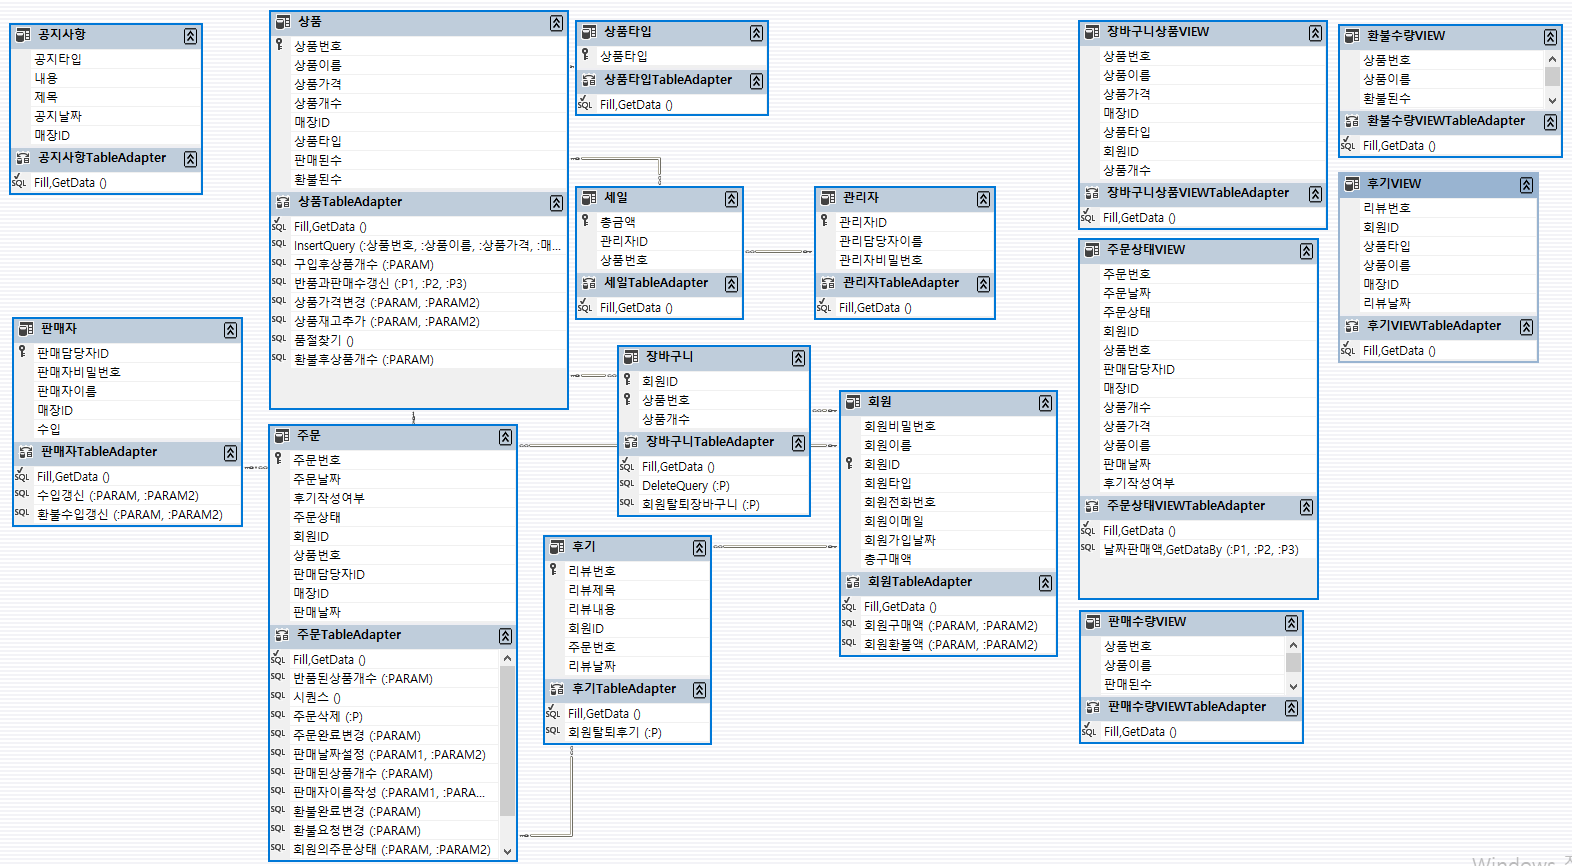 공지사항
공지타입
내용
제목
공지날짜
매장ID
공지사항TableAdapter
Fill,GetData ()
상품
상품번호
상품이름
상품가격
상품개수
매장ID
상품타입
판매된수
환불된수
상품TableAdapter
Fill,GetData ()
InsertQuery (:상품번호, :상품이름, :상품가격, :매...
구입후상품개수 (:PARAM)
반품과판매수갱신 (:P1, :P2, :P3)
상품가격변경 (:PARAM, :PARAM2)
상품재고추가 (:PARAM, :PARAM2)
품절찾기 ()
환불후상품개수 (:PARAM)
상품타입
상품타입
상품타입TableAdapter
Fill,GetData ()
세일
총금액
관리자ID
상품번호
세일TableAdapter
Fill,GetData ()
관리자
관리자ID
관리담당자이름
관리자비밀번호
관리자TableAdapter
Fill,GetData ()
판매자
판매담당자ID
판매자비밀번호
판매자이름
매장ID
수입
판매자TableAdapter
Fill,GetData ()
수입갱신 (:PARAM, :PARAM2)
환불수입갱신 (:PARAM, :PARAM2)
주문
주문번호
주문날짜
후기작성여부
주문상태
회원ID
상품번호
판매담당자ID
매장ID
판매날짜
주문TableAdapter
Fill,GetData ()
반품된상품개수 (:PARAM)
시퀀스 ()
주문삭제 (:P)
주문완료변경 (:PARAM)
판매날짜설정 (:PARAM1, :PARAM2)
판매된상품개수 (:PARAM)
판매자이름작성 (:PARAM1, :PARA...
환불완료변경 (:PARAM)
환불요청변경 (:PARAM)
회원의주문상태 (:PARAM, :PARAM2)
장바구니
회원ID
상품번호
상품개수
장바구니TableAdapter
Fill,GetData ()
DeleteQuery (:P)
회원탈퇴장바구니 (:P)
후기
리뷰번호
리뷰제목
리뷰내용
회원ID
주문번호
리뷰날짜
후기TableAdapter
Fill,GetData ()
회원탈퇴후기 (:P)
회원
회원비밀번호
회원이름
회원ID
회원타입
회원전화번호
회원이메일
회원가입날짜
총구매액
회원TableAdapter
Fill,GetData ()
회원구매액 (:PARAM, :PARAM2)
회원환불액 (:PARAM, :PARAM2)
장바구니상품VIEW
상품번호
상품이름
상품가격
매장ID
상품타입
회원ID
상품개수
장바구니상품VIEWTableAdapter
Fill,GetData ()
주문상태VIEW
주문번호
주문날짜
주문상태
회원ID
상품번호
판매담당자ID
매장ID
상품개수
상품가격
상품이름
판매날짜
후기작성여부
주문상태VIEWTableAdapter
Fill,GetData ()
날짜판매액,GetDataBy (:P1, :P2, :P3)
판매수량VIEW
상품번호
상품이름
판매된수
판매수량VIEWTableAdapter
Fill,GetData ()
환불수량VIEW
상품번호
상품이름
환불된수
환불수량VIEWTableAdapter
Fill,GetData ()
후기VIEW
리뷰번호
회원ID
상품타입
상품이름
매장ID
리뷰날짜
후기VIEWTableAdapter
Fill,GetData ()
Windows